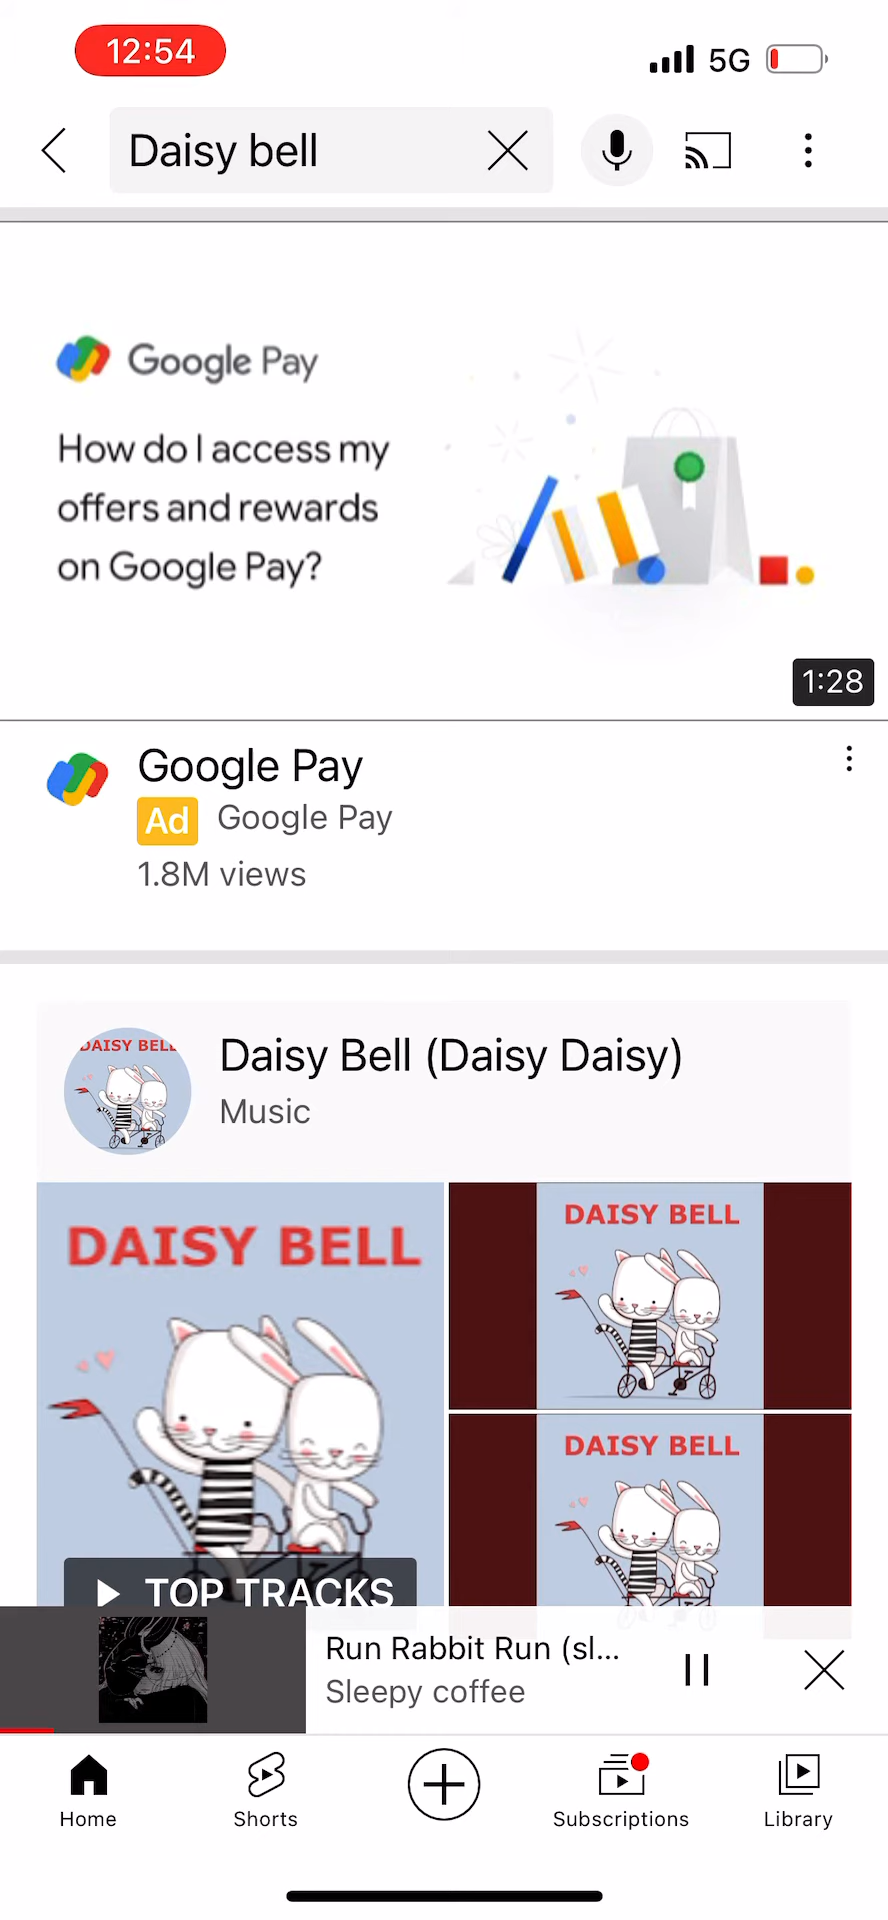 12:54
5G
Daisy bell
Google Pay
How do I access my
offers and rewards
on Google Pay?
1:28
Google Pay
Ad Google Pay
1.8M views
DAISY BELL
Daisy Bell (Daisy Daisy)
Music
DAISY BELL
DAISY BELL
DAISY BELL
TOP TRACKS
Run Rabbit Run (sl...
Sleepy coffee
Home
Shorts
Subscriptions
Library